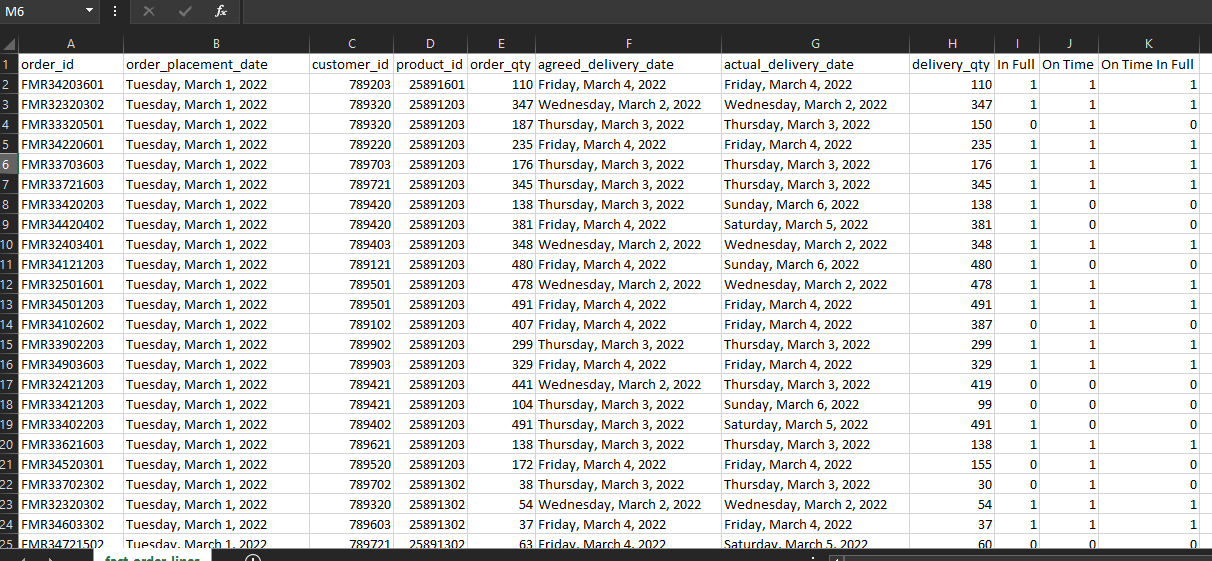 M6 fx
A B C D E F G H I J K
1 order_id order_placement_date customer_id product_id order_qty agreed_delivery_date actual_delivery_date delivery_qty In Full On Time On Time In Full
2 FMR34203601 Tuesday, March 1, 2022 789203 25891601 110 Friday, March 4, 2022 Friday, March 4, 2022 110 1 1 1
3 FMR32320302 Tuesday, March 1, 2022 789320 25891203 347 Wednesday, March 2, 2022 Wednesday, March 2, 2022 347 1 1 1
4 FMR33320501 Tuesday, March 1, 2022 789320 25891203 187 Thursday, March 3, 2022 Thursday, March 3, 2022 150 0 1 0
5 FMR34220601 Tuesday, March 1, 2022 789220 25891203 235 Friday, March 4, 2022 Friday, March 4, 2022 235 1 1 1
6 FMR33703603 Tuesday, March 1, 2022 789703 25891203 176 Thursday, March 3, 2022 Thursday, March 3, 2022 176 1 1 1
7 FMR33721603 Tuesday, March 1, 2022 789721 25891203 345 Thursday, March 3, 2022 Thursday, March 3, 2022 345 1 1 1
8 FMR33420203 Tuesday, March 1, 2022 789420 25891203 138 Thursday, March 3, 2022 Sunday, March 6, 2022 138 1 0 0
9 FMR34420402 Tuesday, March 1, 2022 789420 25891203 381 Friday, March 4, 2022 Saturday, March 5, 2022 381 1 0 0
10 FMR32403401 Tuesday, March 1, 2022 789403 25891203 348 Wednesday, March 2, 2022 Wednesday, March 2, 2022 348 1 1 1
11 FMR34121203 Tuesday, March 1, 2022 789121 25891203 480 Friday, March 4, 2022 Sunday, March 6, 2022 480 1 0 0
12 FMR32501601 Tuesday, March 1, 2022 789501 25891203 478 Wednesday, March 2, 2022 Wednesday, March 2, 2022 478 1 1 1
13 FMR34501203 Tuesday, March 1, 2022 789501 25891203 491 Friday, March 4, 2022 Friday, March 4, 2022 491 1 1 1
14 FMR34102602 Tuesday, March 1, 2022 789102 25891203 407 Friday, March 4, 2022 Friday, March 4, 2022 387 0 1 0
15 FMR33902203 Tuesday, March 1, 2022 789902 25891203 299 Thursday, March 3, 2022 Thursday, March 3, 2022 299 1 1 1
16 FMR34903603 Tuesday, March 1, 2022 789903 25891203 329 Friday, March 4, 2022 Friday, March 4, 2022 329 1 1 1
17 FMR32421203 Tuesday, March 1, 2022 789421 25891203 441 Wednesday, March 2, 2022 Thursday, March 3, 2022 419 0 0 0
18 FMR33421203 Tuesday, March 1, 2022 789421 25891203 104 Thursday, March 3, 2022 Sunday, March 6, 2022 99 0 0 0
19 FMR33402203 Tuesday, March 1, 2022 789402 25891203 491 Thursday, March 3, 2022 Saturday, March 5, 2022 491 1 0 0
20 FMR33621603 Tuesday, March 1, 2022 789621 25891203 138 Thursday, March 3, 2022 Thursday, March 3, 2022 138 1 1 1
21 FMR34520301 Tuesday, March 1, 2022 789520 25891203 172 Friday, March 4, 2022 Friday, March 4, 2022 155 0 1 0
22 FMR33702302 Tuesday, March 1, 2022 789702 25891302 38 Thursday, March 3, 2022 Thursday, March 3, 2022 30 0 1 0
23 FMR32320302 Tuesday, March 1, 2022 789320 25891302 54 Wednesday, March 2, 2022 Wednesday, March 2, 2022 54 1 1 1
24 FMR34603302 Tuesday, March 1, 2022 789603 25891302 37 Friday, March 4, 2022 Friday, March 4, 2022 37 1 1 1
25 FMR34721502 Tuesday, March 1, 2022 789721 25891302 63 Friday, March 4, 2022 Saturday, March 5, 2022 60 0 0 0
fact_order_lines